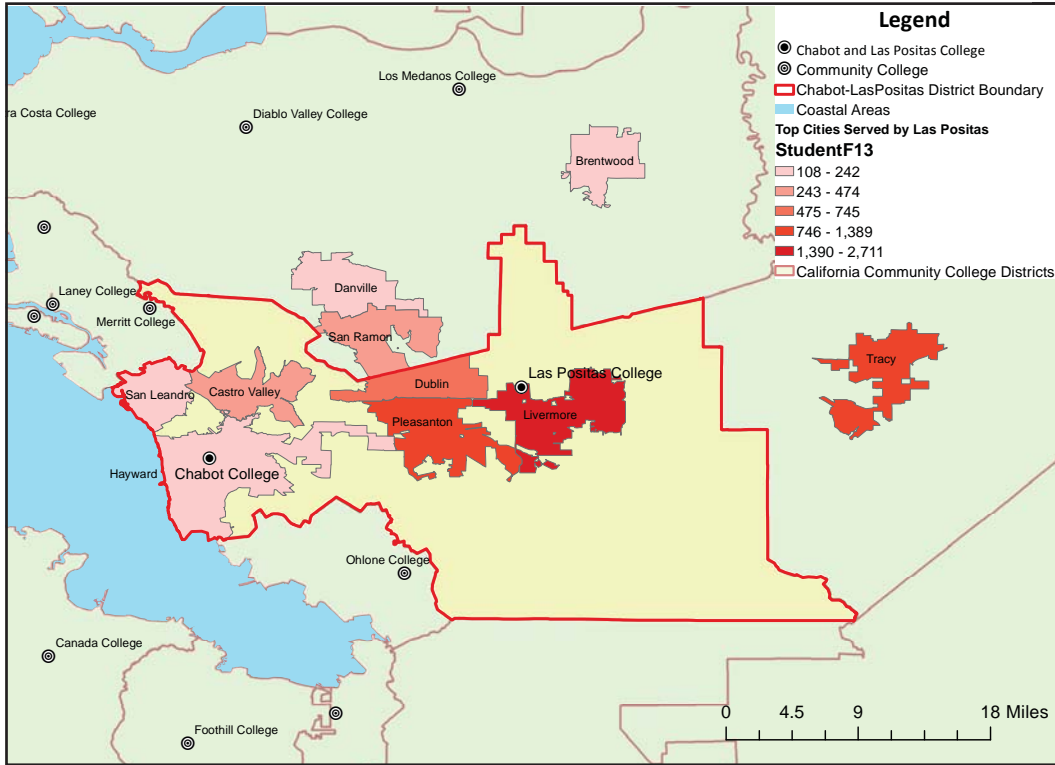 Legend
Chabot and Las Positas College
Community College
Chabot-LasPositas District Boundary
Coastal Areas
Top Cities Served by Las Positas
StudentF13
108 - 242
243 - 474
475 - 745
746 - 1,389
1,390 - 2,711
California Community College Districts
Los Medanos College
ra Costa College
Diablo Valley College
Brentwood
Laney College
Merritt College
Danville
San Ramon
Tracy
San Leandro
Castro Valley
Dublin
Las Positas College
Pleasanton
Livermore
Hayward
Chabot College
Ohlone College
Canada College
Foothill College
0 4.5 9 18 Miles